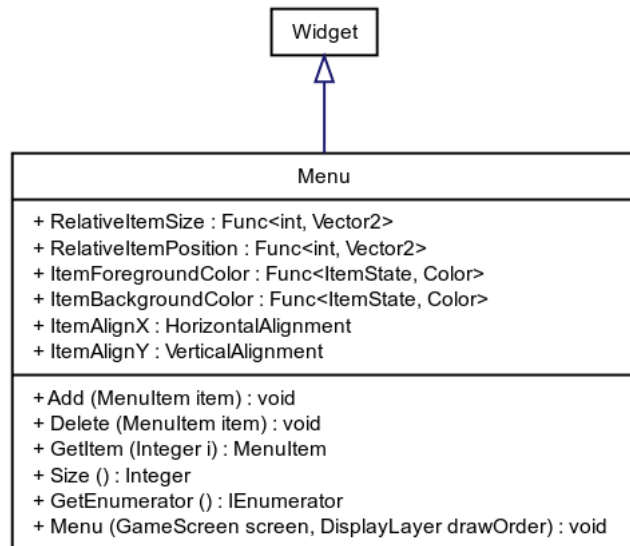 Widget
Menu
+ RelativeItemSize : Func<int, Vector2>
+ RelativeItemPosition : Func<int, Vector2>
+ ItemForegroundColor : Func<ItemState, Color>
+ ItemBackgroundColor : Func<ItemState, Color>
+ ItemAlignX : HorizontalAlignment
+ ItemAlignY : VerticalAlignment
+ Add (MenuItem item) : void
+ Delete (MenuItem item) : void
+ GetItem (Integer i) : MenuItem
+ Size () : Integer
+ GetEnumerator () : IEnumerator
+ Menu (GameScreen screen, DisplayLayer drawOrder) : void